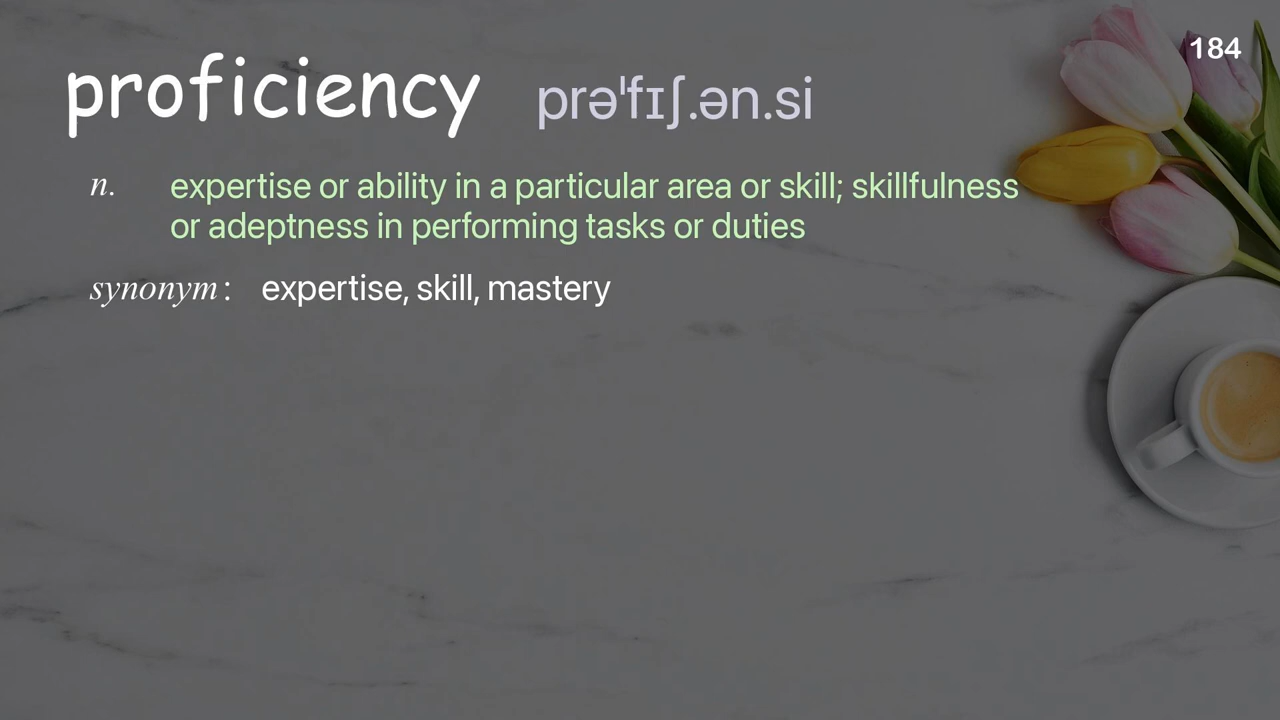 184
proficiency prəˈfɪʃ.ən.si
n. expertise or ability in a particular area or skill; skillfulness
or adeptness in performing tasks or duties
synonym: expertise, skill, mastery